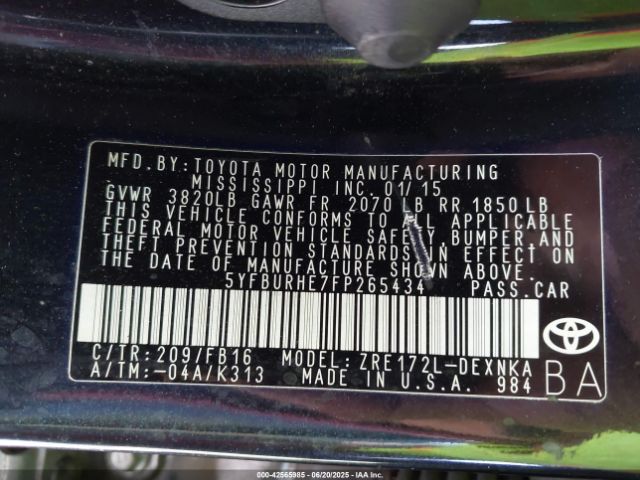 MFD. BY: TOYOTA MOTOR MANUFACTURING
MISSISSIPPI INC. 01/15
GVWR 3820LB GAWR FR 2070 LB RR 1850 LB
THIS VEHICLE CONFORMS TO ALL APPLICABLE
FEDERAL MOTOR VEHICLE SAFETY, BUMPER, AND
THEFT PREVENTION STANDARDS IN EFFECT ON
THE DATE OF MANUFACTURE SHOWN ABOVE.
5YFBURHE7FP265434 PASS. CAR
C/TR: 209/FB16 MODEL: ZRE172L-DEXNKA
A/TM: -04A/K313 MADE IN U.S.A. 984
BA
000-42565985 - 06/20/2025 - IAAI.COM